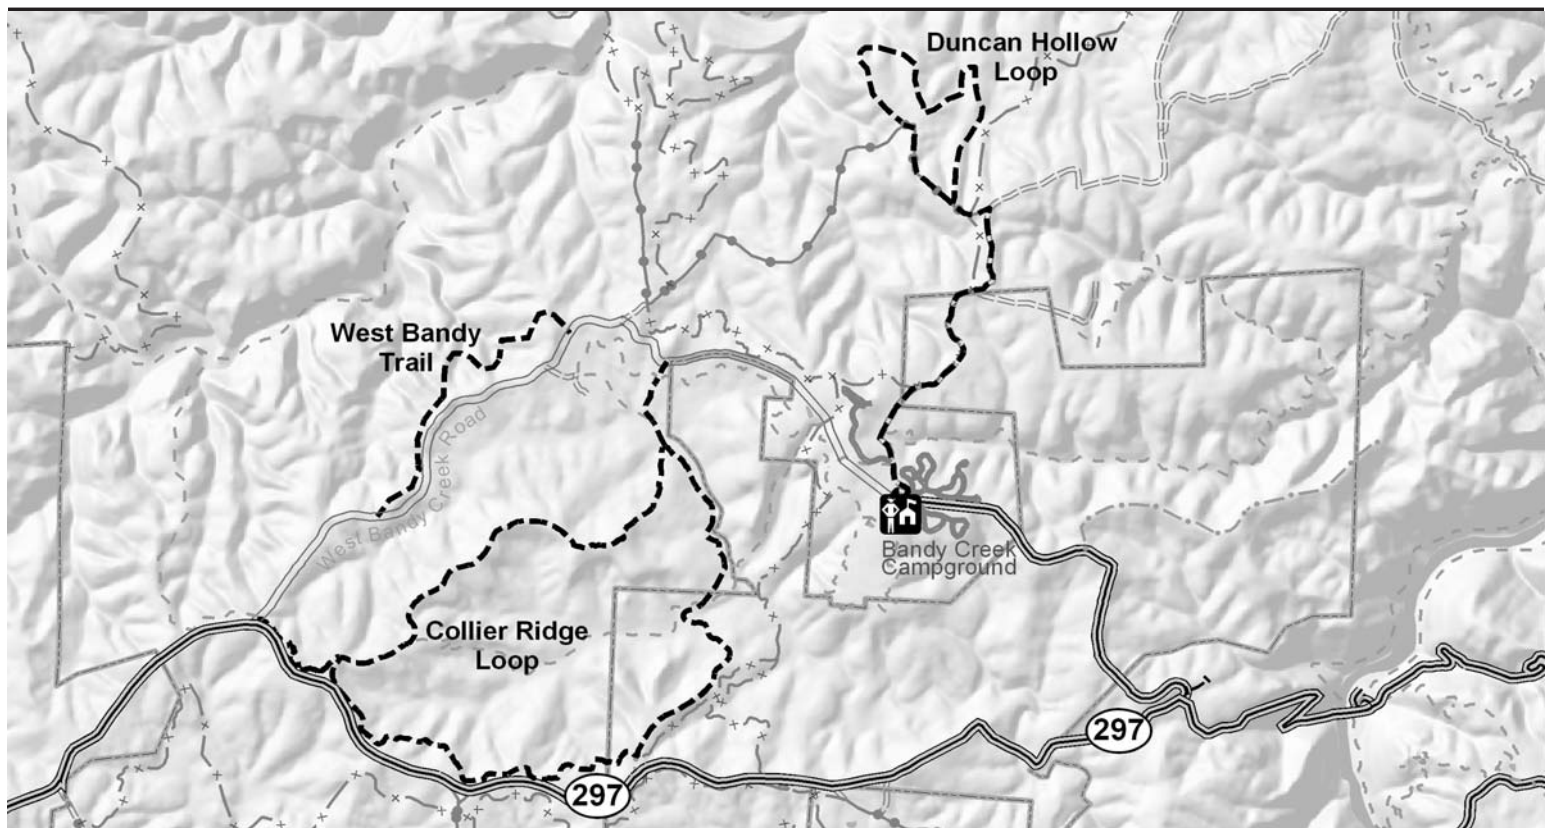 Duncan Hollow
Loop
West Bandy
Trail
West Bandy Creek Road
Bandy Creek
Campground
Collier Ridge
Loop
297
297